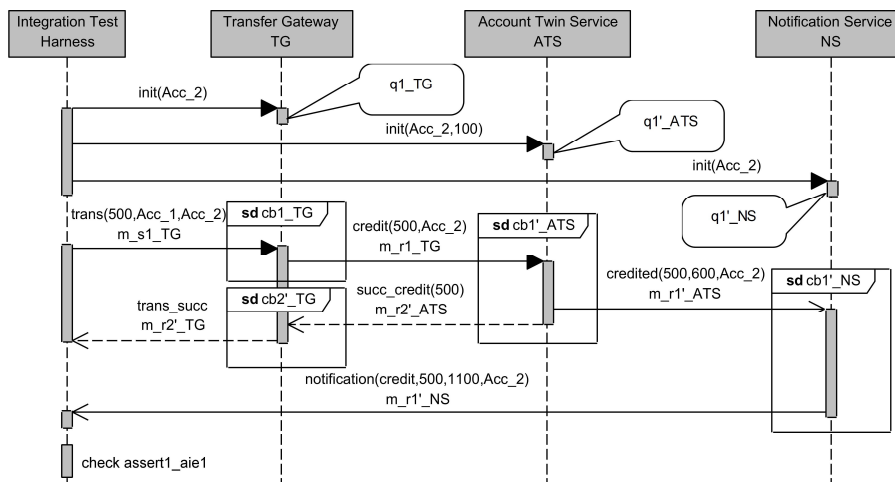 Integration Test
Harness
Transfer Gateway
TG
Account Twin Service
ATS
Notification Service
NS
init(Acc_2)
q1_TG
init(Acc_2,100)
q1'_ATS
init(Acc_2)
q1'_NS
trans(500,Acc_1,Acc_2)
m_s1_TG
sd cb1_TG
credit(500,Acc_2)
m_r1_TG
sd cb1'_ATS
credited(500,600,Acc_2)
m_r1'_ATS
sd cb1'_NS
trans_succ
m_r2'_TG
sd cb2'_TG
succ_credit(500)
m_r2'_ATS
notification(credit,500,1100,Acc_2)
m_r1'_NS
check assert1_aie1